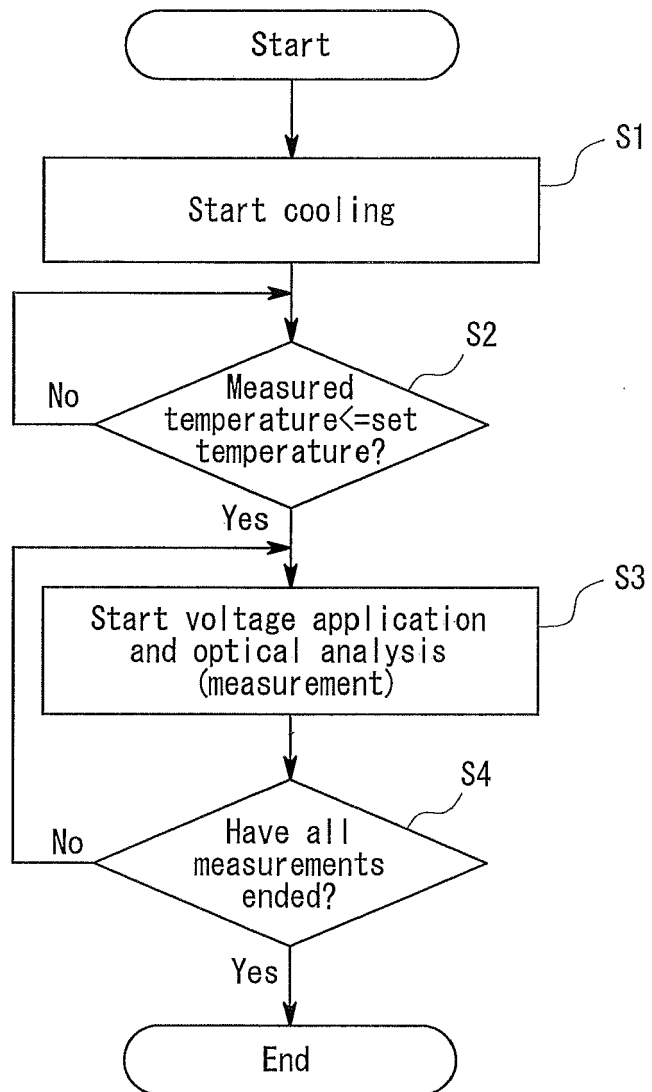 Start
S1
Start cooling
S2
No
Measured
temperature<=set
temperature?
Yes
S3
Start voltage application
and optical analysis
(measurement)
S4
No
Have all
measurements
ended?
Yes
End